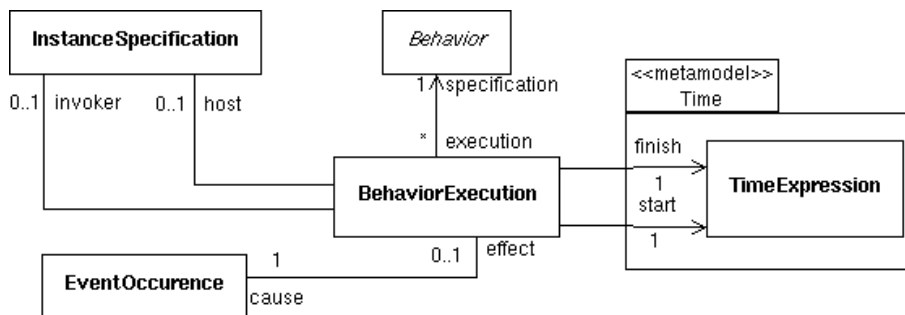 InstanceSpecification
Behavior
0..1 invoker
0..1 host
1 specification
<<metamodel>>
Time
* execution
finish
1
BehaviorExecution
TimeExpression
start
1
0..1 effect
EventOccurence
1
cause